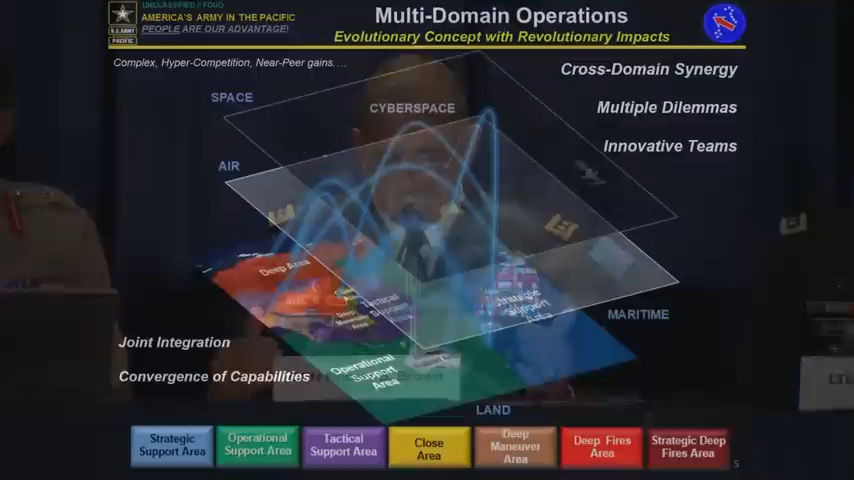 UNCLASSIFIED // FOUO
AMERICA'S ARMY IN THE PACIFIC
PEOPLE ARE OUR ADVANTAGE!
U.S. ARMY
PACIFIC
Multi-Domain Operations
Evolutionary Concept with Revolutionary Impacts
Complex, Hyper-Competition, Near-Peer gains….
Cross-Domain Synergy
Multiple Dilemmas
Innovative Teams
SPACE
CYBERSPACE
AIR
Deep Area
Tactical
Support
Strategic
Support
Area
MARITIME
Operational
Support
Area
LAND
Joint Integration
Convergence of Capabilities
Strategic
Support Area
Operational
Support Area
Tactical
Support Area
Close
Area
Deep
Maneuver
Area
Deep Fires
Area
Strategic Deep
Fires Area
5